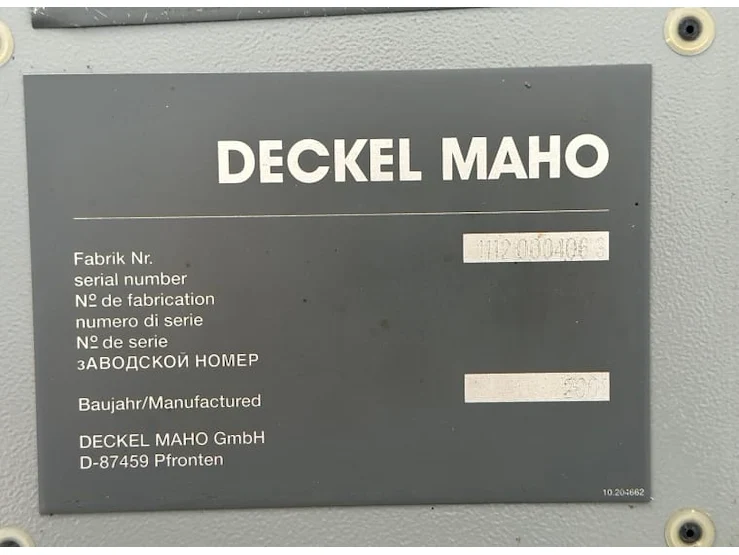 DECKEL MAHO
Fabrik Nr.
serial number
Nº de fabrication
numero di serie
Nº de serie
зАВОДСКОЙ НОМЕР
Baujahr/Manufactured
DECKEL MAHO GmbH
D-87459 Pfronten
10.204662